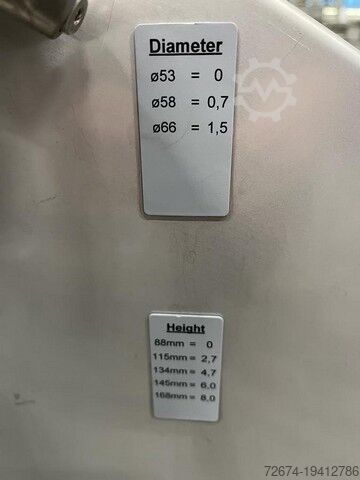 Diameter
ø53 = 0
ø58 = 0,7
ø66 = 1,5
Height
88mm = 0
115mm = 2,7
134mm = 4,7
145mm = 6,0
168mm = 8,0
72674-19412786